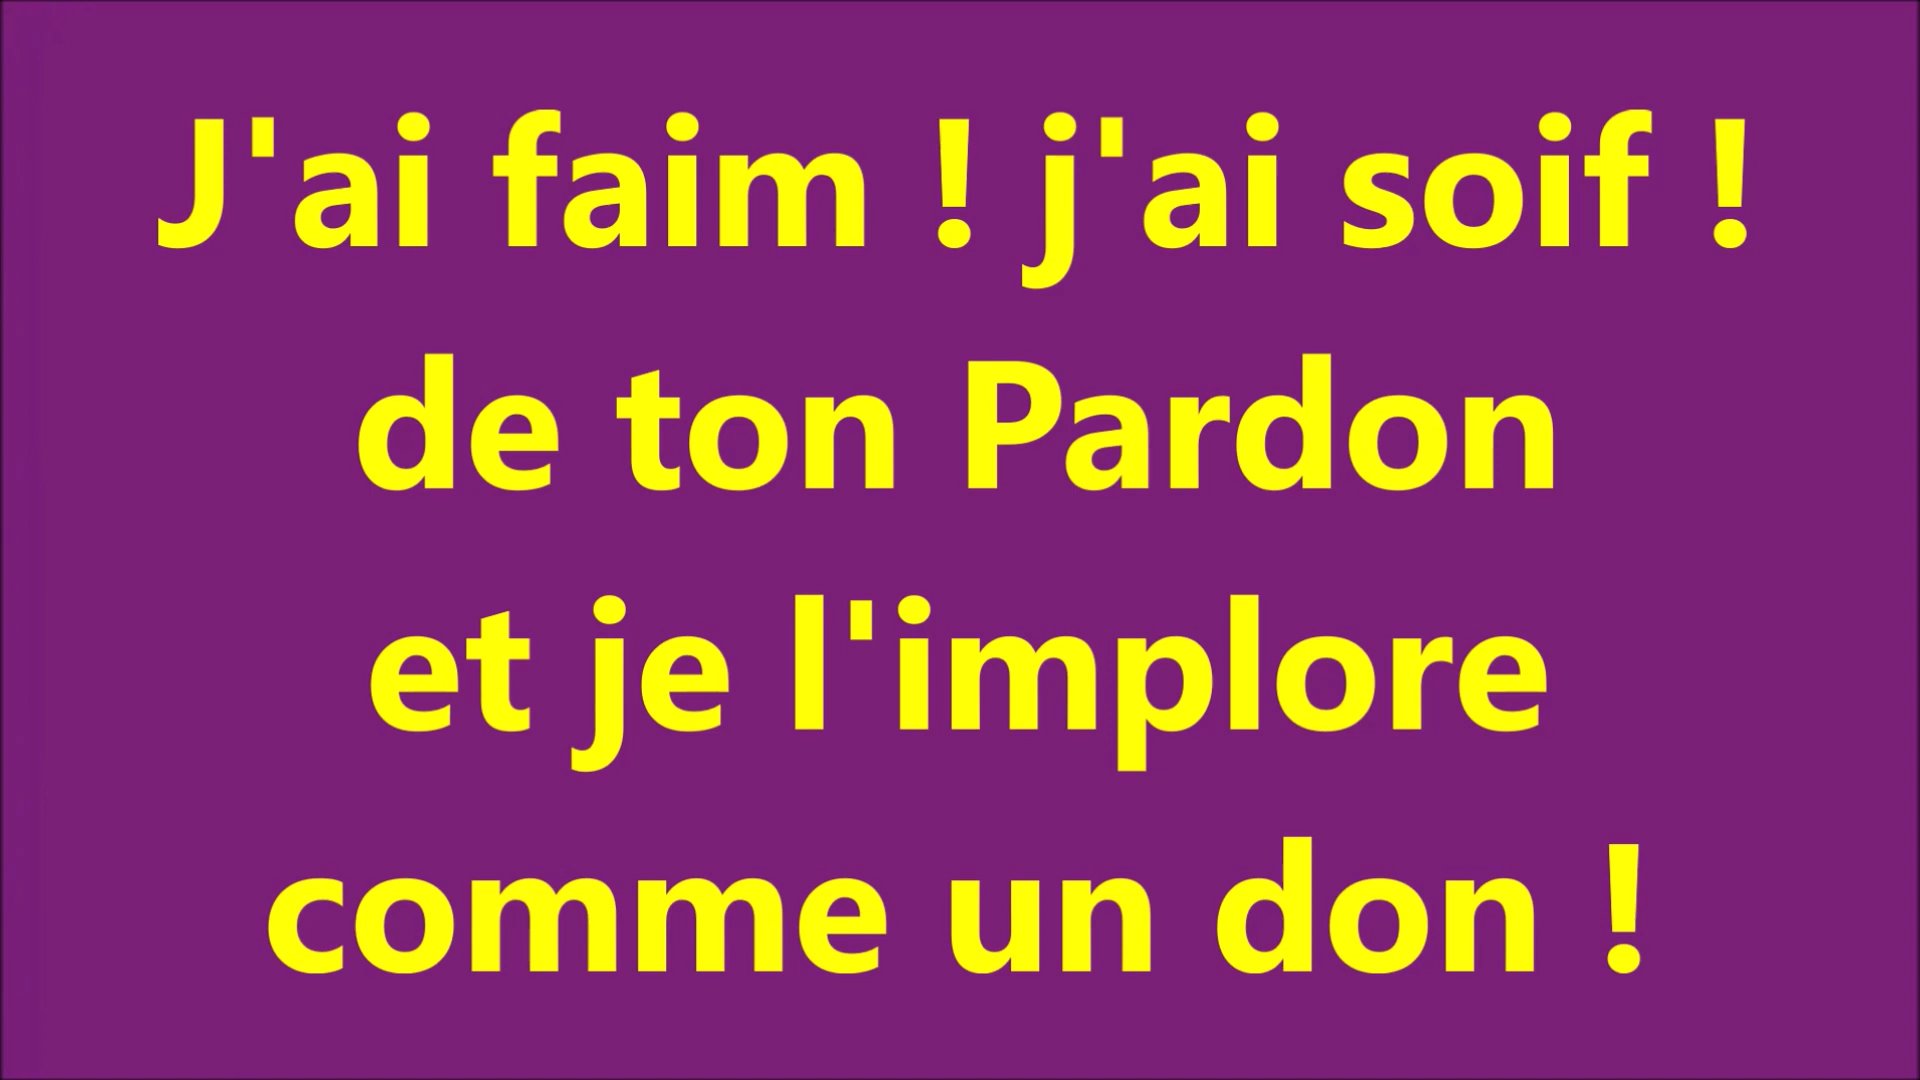 J'ai faim ! j'ai soif !
de ton Pardon
et je l'implore
comme un don !